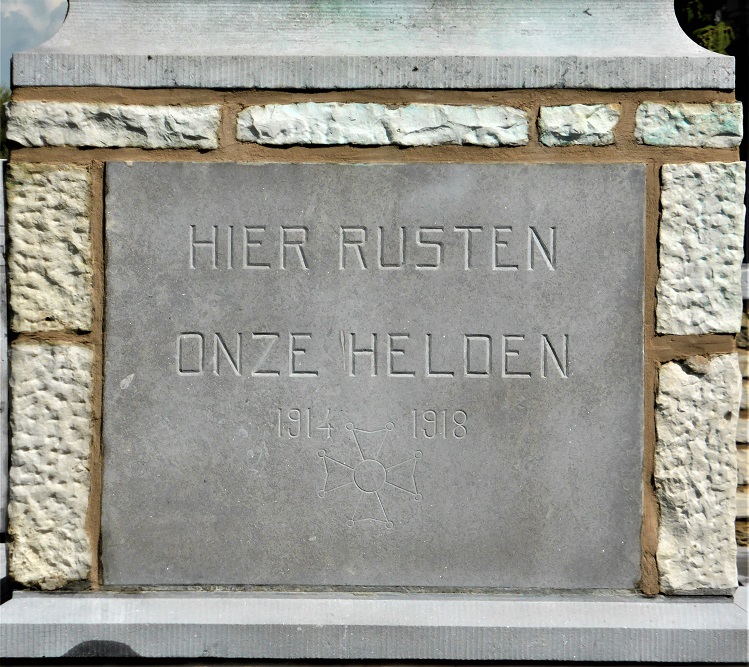 HIER RUSTEN
ONZE HELDEN
1914 1918